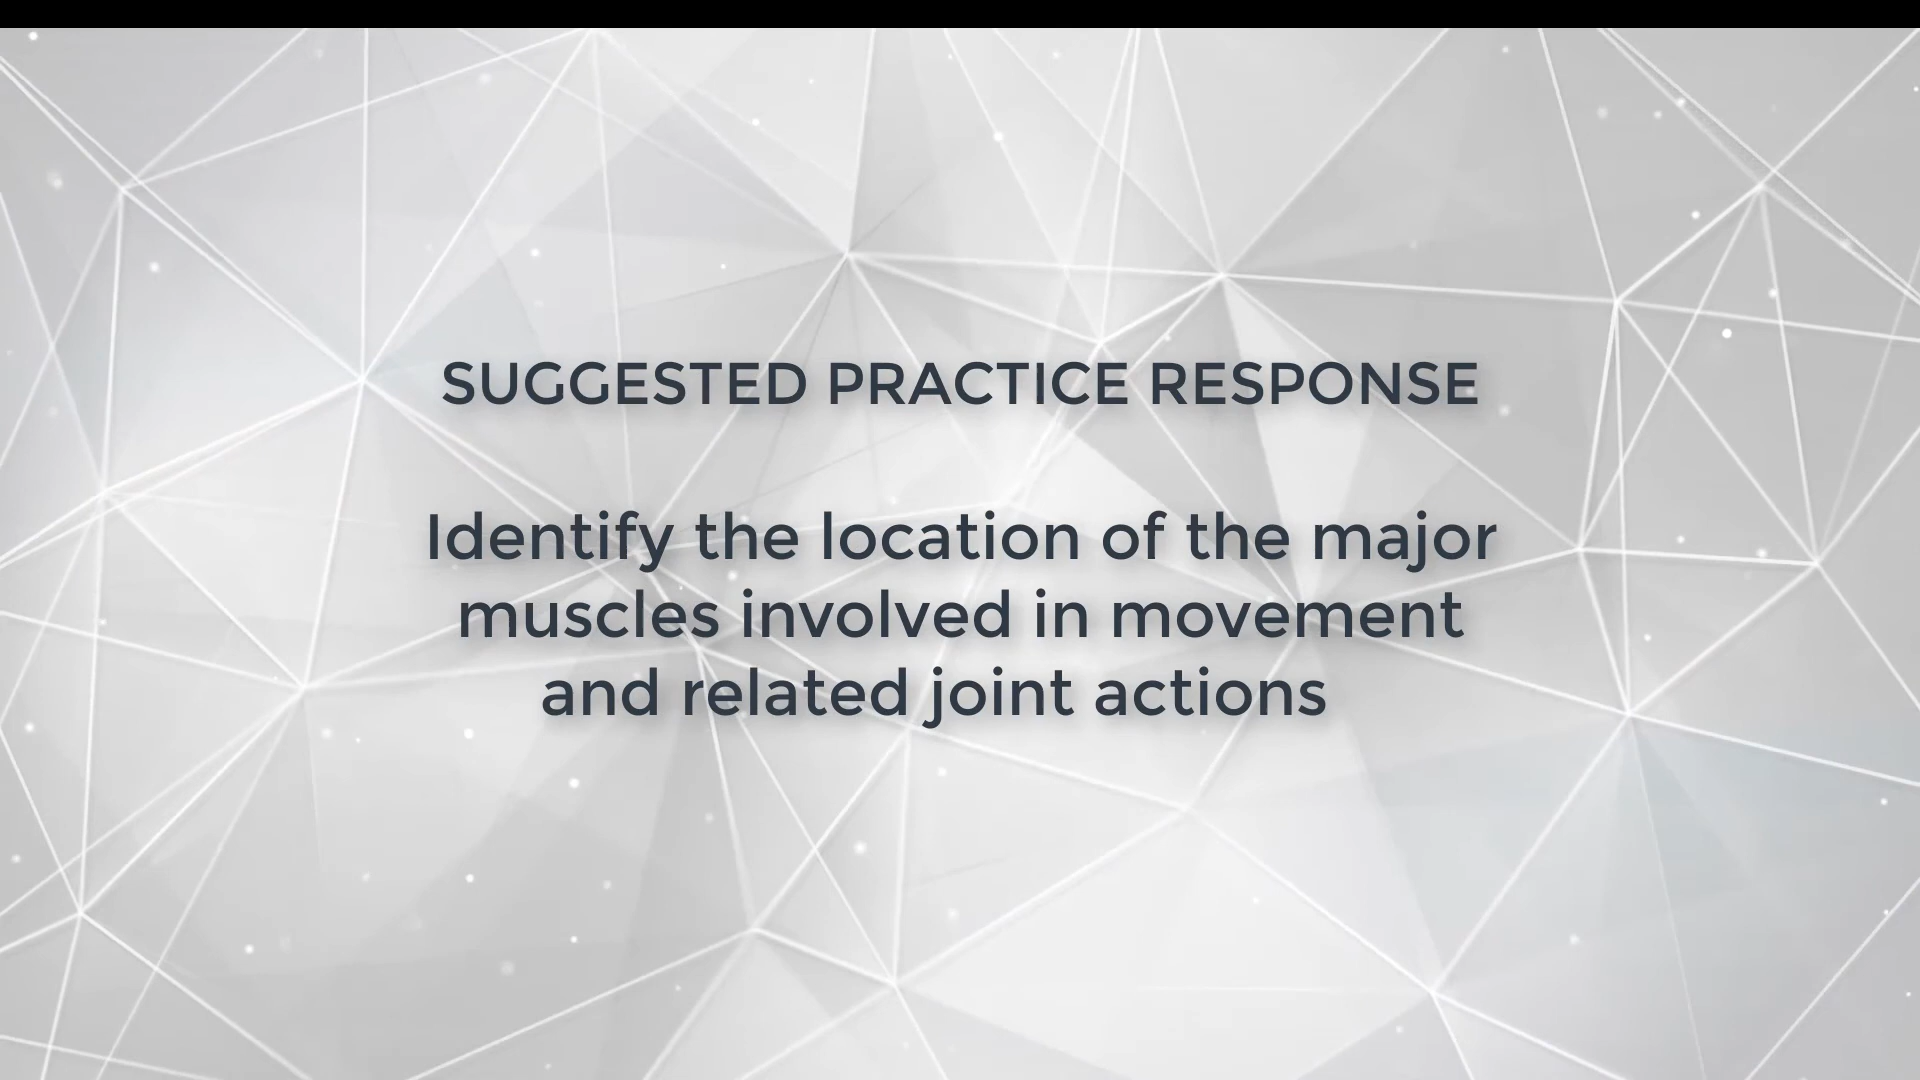 SUGGESTED PRACTICE RESPONSE
Identify the location of the major
muscles involved in movement
and related joint actions